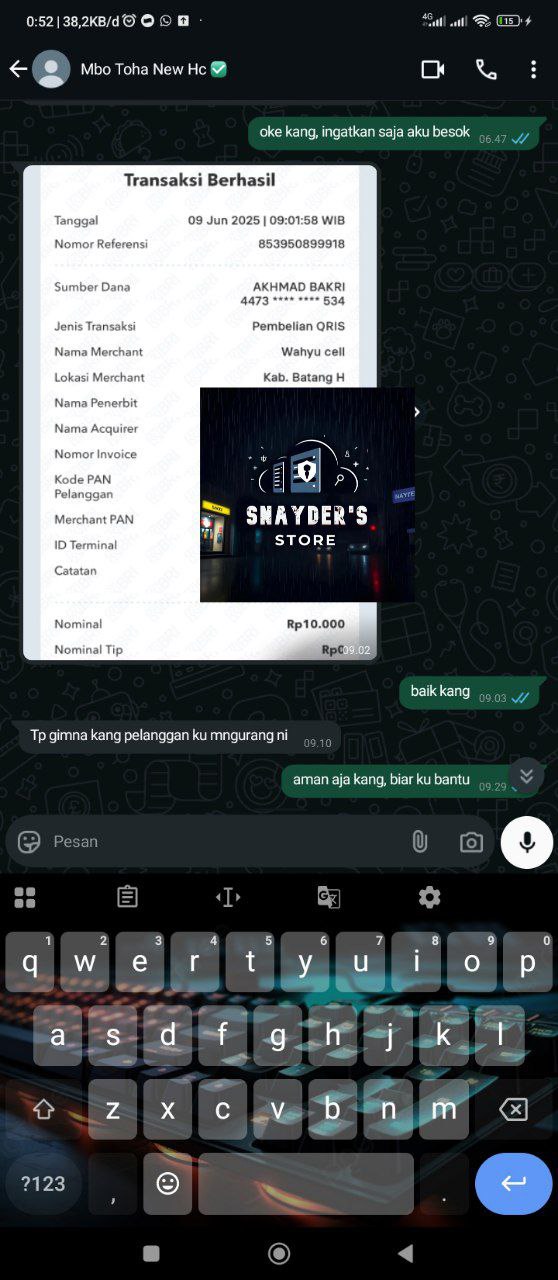 0:52 | 38,2KB/d
4G
15
Mbo Toha New Hc
oke kang, ingatkan saja aku besok
06.47
Transaksi Berhasil
Tanggal 09 Jun 2025 | 09:01:58 WIB
Nomor Referensi 853950899918
Sumber Dana AKHMAD BAKRI
4473 **** **** 534
Jenis Transaksi Pembelian QRIS
Nama Merchant Wahyu cell
Lokasi Merchant Kab. Batang H
Nama Penerbit
Nama Acquirer
Nomor Invoice
Kode PAN
Pelanggan
Merchant PAN
ID Terminal
Catatan
SNAYDER'S
STORE
Nominal Rp10.000
Nominal Tip Rp0
09.02
baik kang
09.03
Tp gimna kang pelanggan ku mngurang ni
09.10
aman aja kang, biar ku bantu
09.29
Pesan
1 2 3 4 5 6 7 8 9 0
q w e r t y u i o p
a s d f g h j k l
z x c v b n m
?123 , .